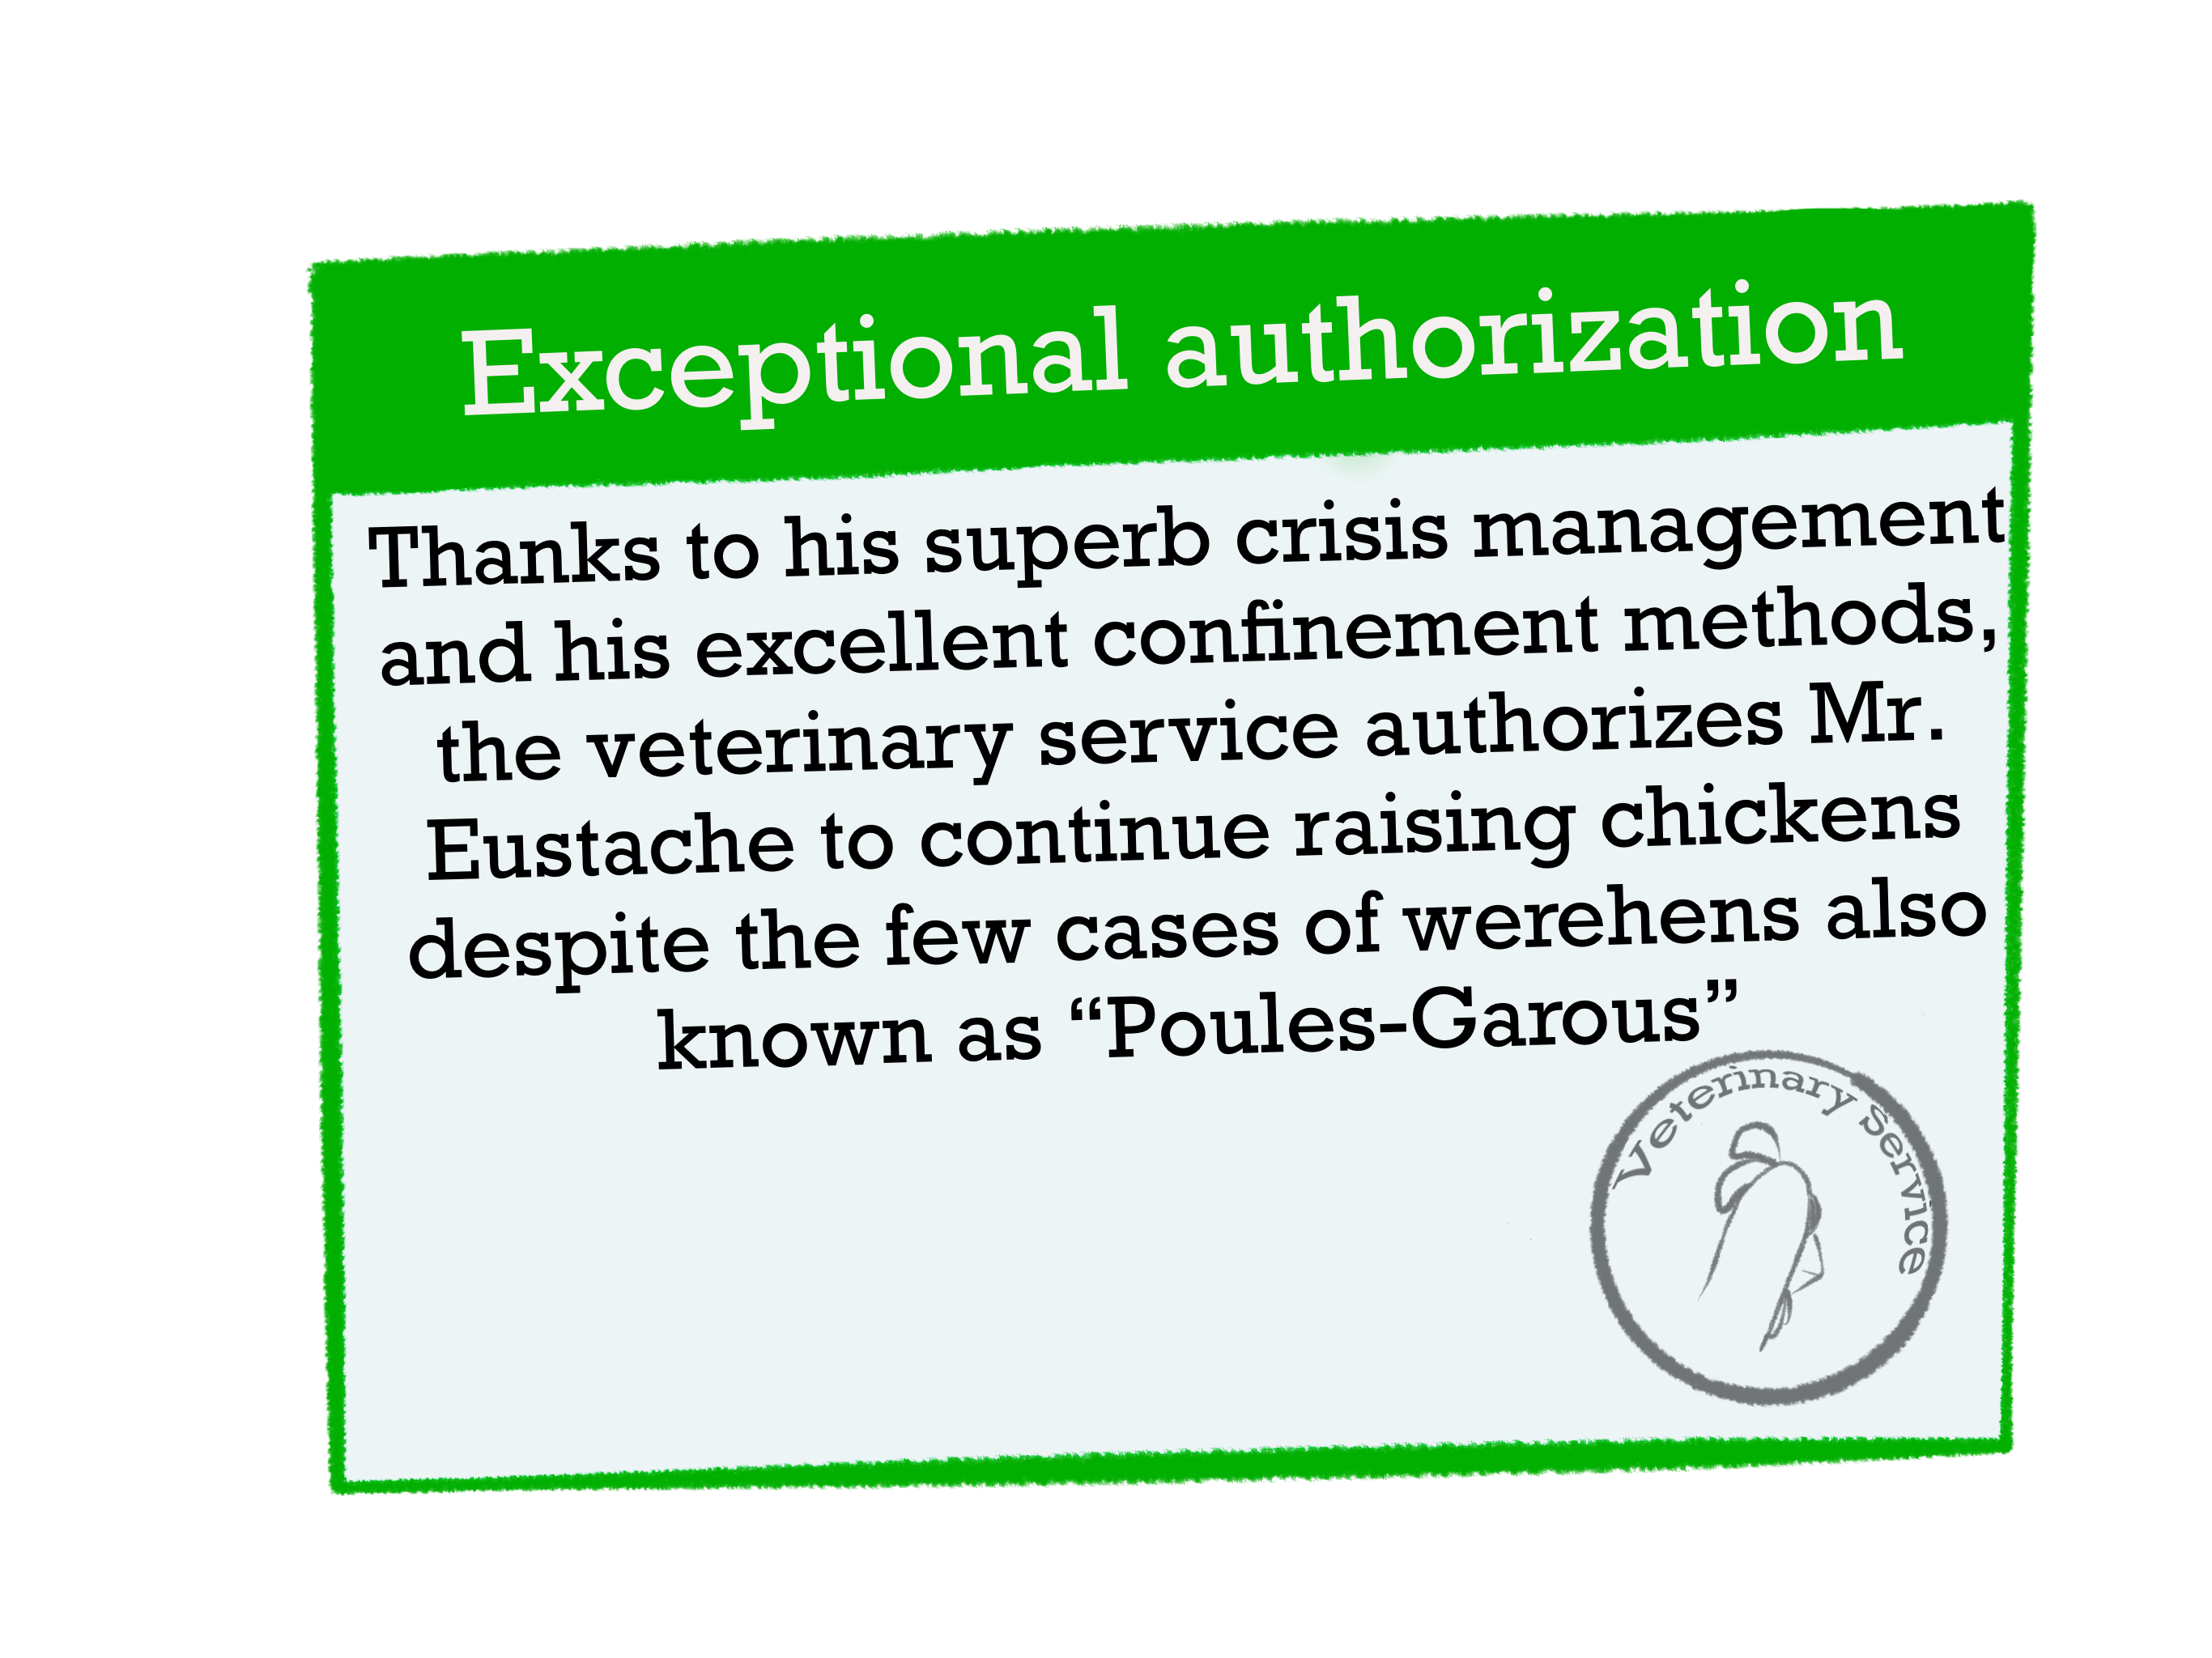 Exceptional authorization
Thanks to his superb crisis management
and his excellent confinement methods,
the veterinary service authorizes Mr.
Eustache to continue raising chickens
despite the few cases of werehens also
known as “Poules-Garous”
Veterinary Service